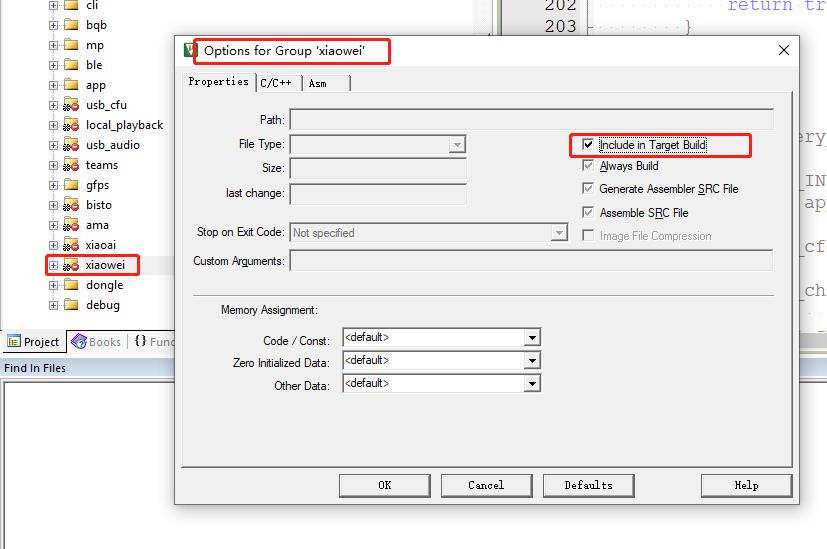 cli
bqb
mp
ble
app
usb_cfu
local_playback
usb_audio
teams
gfps
bisto
ama
xiaoai
xiaowei
dongle
debug
Project
Books
{} Func
Find In Files
202 return tr
203 }
ery
_IN
ap
_cf
_ch
Options for Group 'xiaowei'
Properties
C/C++
Asm
Path:
File Type:
Size:
last change:
Include in Target Build
Always Build
Generate Assembler SRC File
Assemble SRC File
Image File Compression
Stop on Exit Code: Not specified
Custom Arguments:
Memory Assignment:
Code / Const: <default>
Zero Initialized Data: <default>
Other Data: <default>
OK
Cancel
Defaults
Help